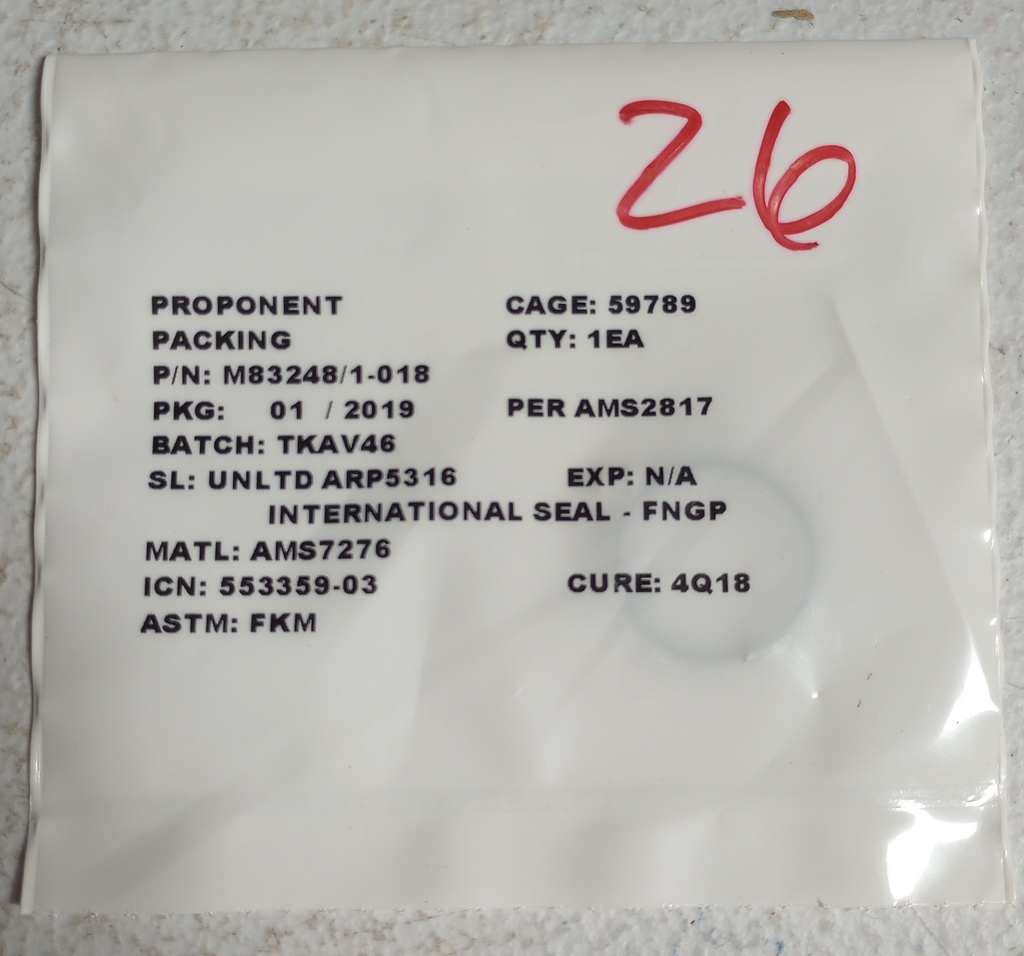 26
PROPONENT CAGE: 59789
PACKING QTY: 1EA
P/N: M83248/1-018
PKG: 01 / 2019 PER AMS2817
BATCH: TKAV46
SL: UNLTD ARP5316 EXP: N/A
INTERNATIONAL SEAL - FNGP
MATL: AMS7276
ICN: 553359-03 CURE: 4Q18
ASTM: FKM